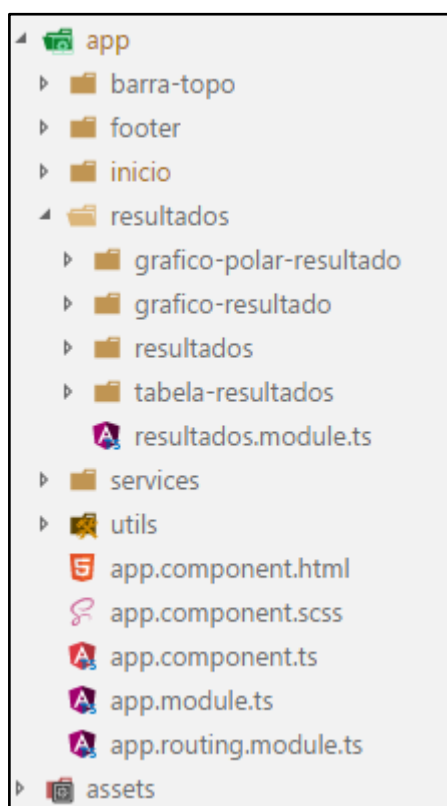 app
barra-topo
footer
inicio
resultados
grafico-polar-resultado
grafico-resultado
resultados
tabela-resultados
resultados.module.ts
services
utils
app.component.html
app.component.scss
app.component.ts
app.module.ts
app.routing.module.ts
assets